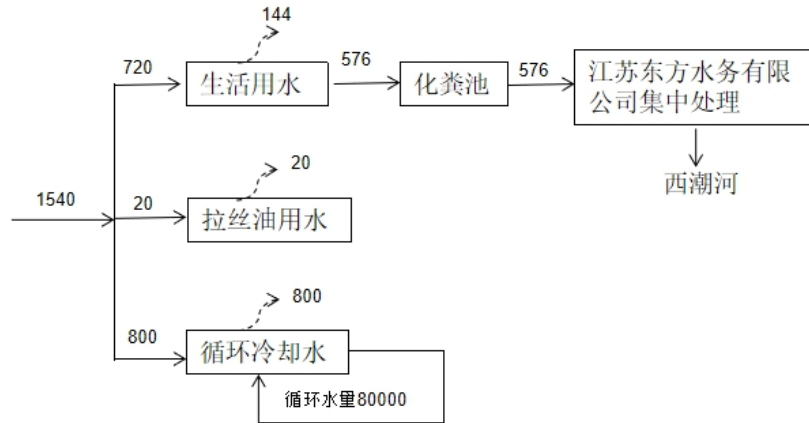 144
720
生活用水
576
化粪池
576
江苏东方水务有限
公司集中处理
西潮河
1540
20
20
拉丝油用水
800
800
循环冷却水
循环水量80000